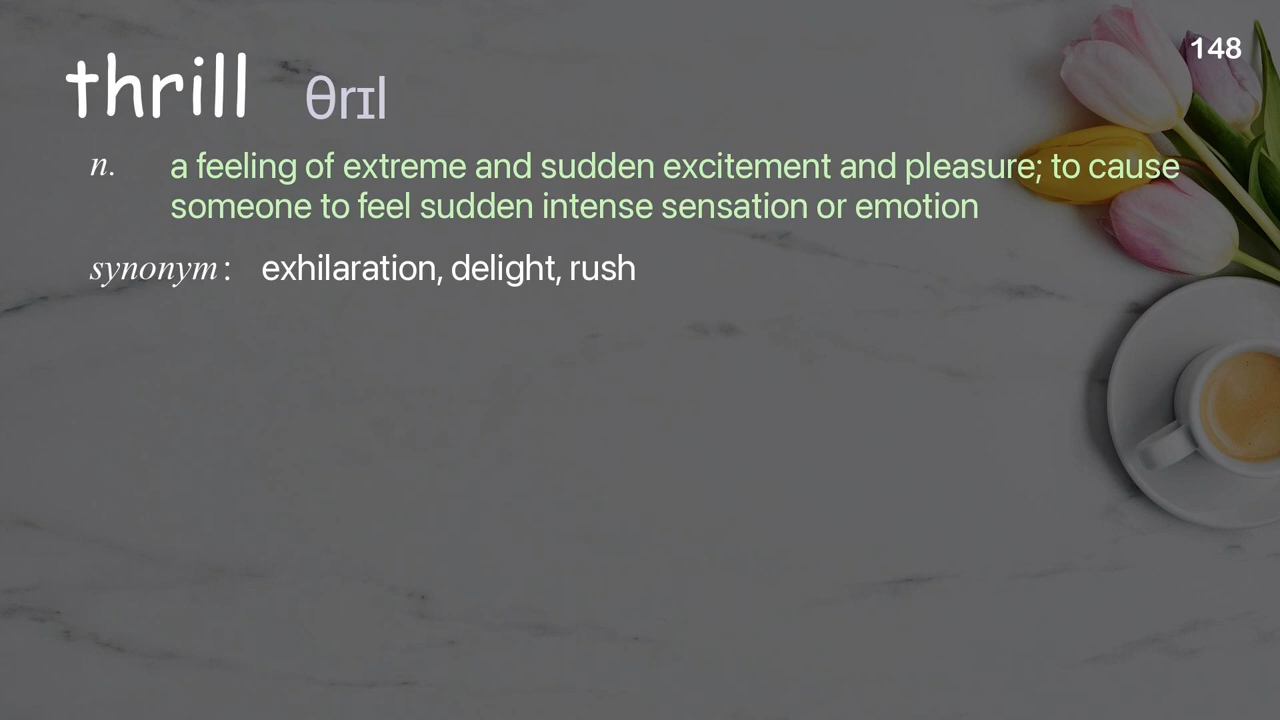 148
thrill θrɪl
n. a feeling of extreme and sudden excitement and pleasure; to cause
someone to feel sudden intense sensation or emotion
synonym : exhilaration, delight, rush